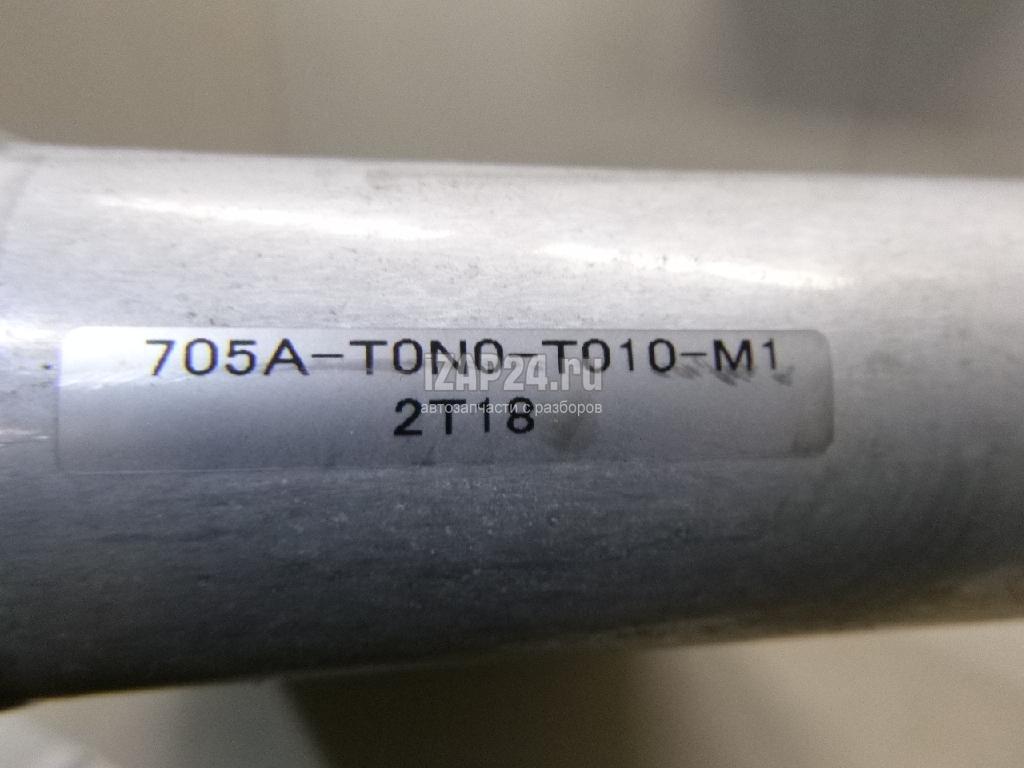 705A-T0N0-T010-M1
IZAP24.ru
2T18
автозапчасти с разборов